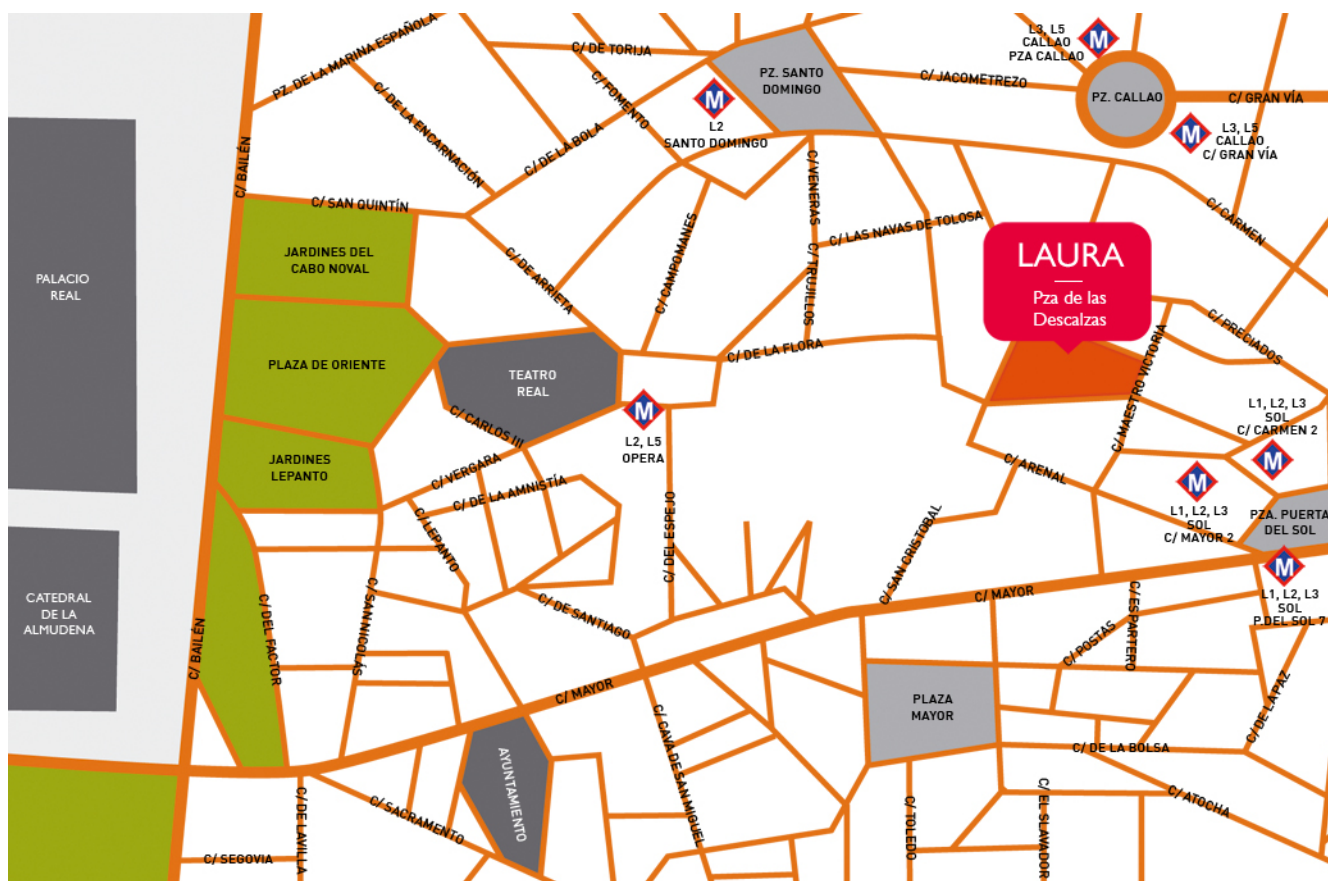 PZ. DE LA MARINA ESPAÑOLA
C/ DE TORIJA
L3, L5
CALLAO
PZA CALLAO
M
PZ. SANTO
DOMINGO
C/ JACOMETREZO
PZ. CALLAO
C/ GRAN VÍA
M
L2
SANTO DOMINGO
C/ FOMENTO
C/ DE LA ENCARNACIÓN
C/ DE LA BOLA
M
L3, L5
CALLAO
C/ GRAN VÍA
C/ BAILÉN
C/ SAN QUINTÍN
C/ VENERAS
C/ CARMEN
JARDINES DEL
CABO NOVAL
C/ DE ARRIETA
C/ CAMPOMANES
C/ LAS NAVAS DE TOLOSA
C/ TRUJILLOS
LAURA
Pza de las
Descalzas
PALACIO
REAL
PLAZA DE ORIENTE
TEATRO
REAL
C/ DE LA FLORA
C/ PRECIADOS
C/ MAESTRO VICTORIA
C/ CARLOS III
M
L2, L5
OPERA
L1, L2, L3
SOL
C/ CARMEN 2
M
JARDINES
LEPANTO
C/ VERGARA
C/ DE LA AMNISTÍA
C/ ARENAL
M
L1, L2, L3
SOL
C/ MAYOR 2
PZA. PUERTA
DEL SOL
C/ LEPANTO
C/ DEL ESPEJO
C/ SAN CRISTOBAL
M
L1, L2, L3
SOL
P.DEL SOL 7
CATEDRAL
DE LA
ALMUDENA
C/ BAILÉN
C/ DEL FACTOR
C/ SAN NICOLÁS
C/ DE SANTIAGO
C/ MAYOR
C/ POSTAS
C/ ESPARTERO
C/ MAYOR
PLAZA
MAYOR
C/ DE LA PAZ
C/ DE LA BOLSA
AYUNTAMIENTO
C/ CAVA DE SAN MIGUEL
C/ SACRAMENTO
C/ DE LAVILLA
C/ SEGOVIA
C/ TOLEDO
C/ EL SLAVADOR
C/ ATOCHA